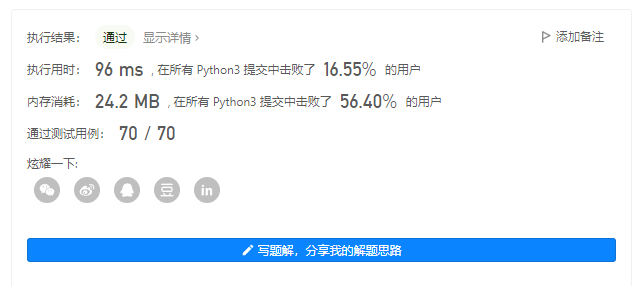 执行结果： 通过 显示详情 › 添加备注
执行用时： 96 ms , 在所有 Python3 提交中击败了 16.55% 的用户
内存消耗： 24.2 MB , 在所有 Python3 提交中击败了 56.40% 的用户
通过测试用例： 70 / 70
炫耀一下:
豆 in
写题解，分享我的解题思路